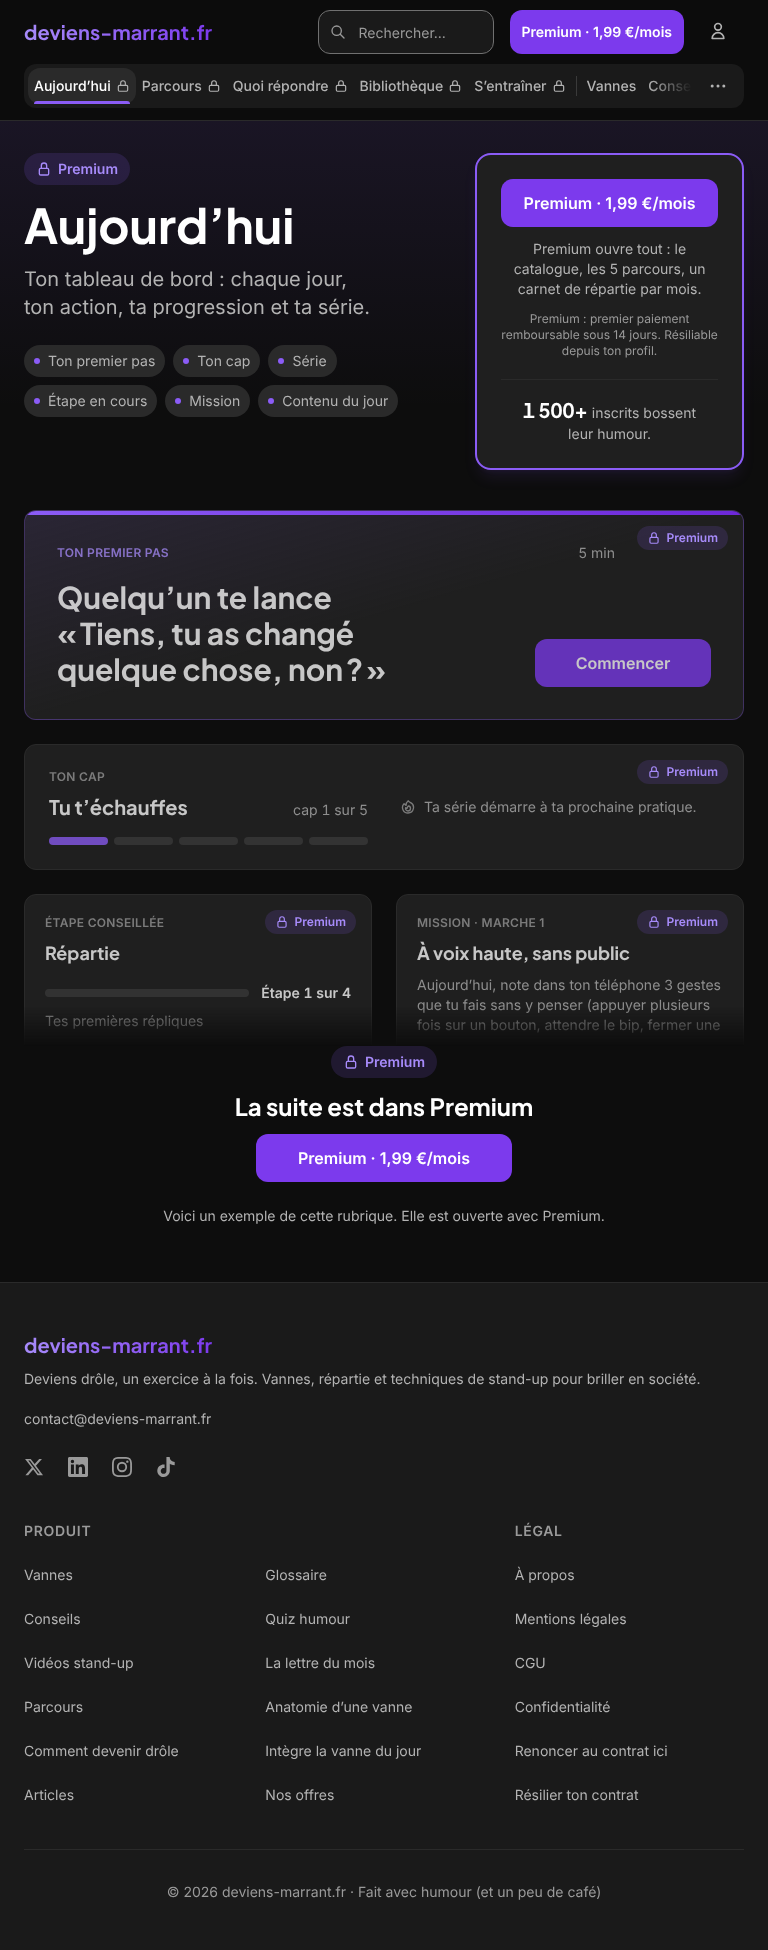 deviens-marrant.fr
Rechercher...
Premium · 1,99 €/mois
Aujourd’hui
Parcours
Quoi répondre
Bibliothèque
S’entraîner
Vannes
Premium
Aujourd’hui
Ton tableau de bord : chaque jour,
ton action, ta progression et ta série.
Ton premier pas
Ton cap
Série
Étape en cours
Mission
Contenu du jour
Premium · 1,99 €/mois
Premium ouvre tout : le
catalogue, les 5 parcours, un
carnet de répartie par mois.
Premium : premier paiement
remboursable sous 14 jours. Résiliable
depuis ton profil.
1 500+ inscrits bossent
leur humour.
Premium
TON PREMIER PAS
5 min
Quelqu’un te lance
« Tiens, tu as changé
quelque chose, non ? »
Commencer
Premium
TON CAP
Tu t’échauffes
cap 1 sur 5
Ta série démarre à ta prochaine pratique.
ÉTAPE CONSEILLÉE
Premium
Répartie
Étape 1 sur 4
Tes premières répliques
MISSION · MARCHE 1
Premium
À voix haute, sans public
Aujourd’hui, note dans ton téléphone 3 gestes
que tu fais sans y penser (appuyer plusieurs
fois sur un bouton, attendre le bip, fermer une
Premium
La suite est dans Premium
Premium · 1,99 €/mois
Voici un exemple de cette rubrique. Elle est ouverte avec Premium.
deviens-marrant.fr
Deviens drôle, un exercice à la fois. Vannes, répartie et techniques de stand-up pour briller en société.
contact@deviens-marrant.fr
PRODUIT
Vannes
Conseils
Vidéos stand-up
Parcours
Comment devenir drôle
Articles
Glossaire
Quiz humour
La lettre du mois
Anatomie d’une vanne
Intègre la vanne du jour
Nos offres
LÉGAL
À propos
Mentions légales
CGU
Confidentialité
Renoncer au contrat ici
Résilier ton contrat
© 2026 deviens-marrant.fr · Fait avec humour (et un peu de café)